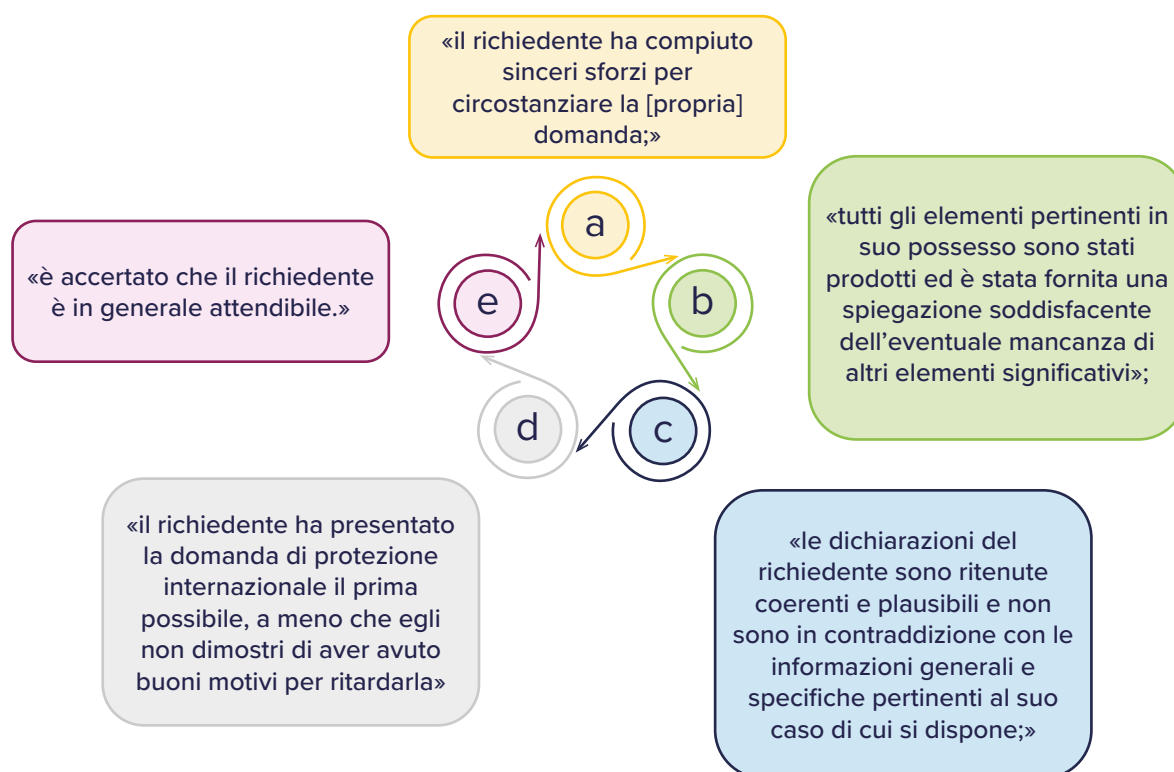 «il richiedente ha compiuto
sinceri sforzi per
circostanziare la [propria]
domanda;»
a
«tutti gli elementi pertinenti in
suo possesso sono stati
prodotti ed è stata fornita una
spiegazione soddisfacente
dell’eventuale mancanza di
altri elementi significativi»;
b
«è accertato che il richiedente
è in generale attendibile.»
e
d
c
«il richiedente ha presentato
la domanda di protezione
internazionale il prima
possibile, a meno che egli
non dimostri di aver avuto
buoni motivi per ritardarla»
«le dichiarazioni del
richiedente sono ritenute
coerenti e plausibili e non
sono in contraddizione con le
informazioni generali e
specifiche pertinenti al suo
caso di cui si dispone;»